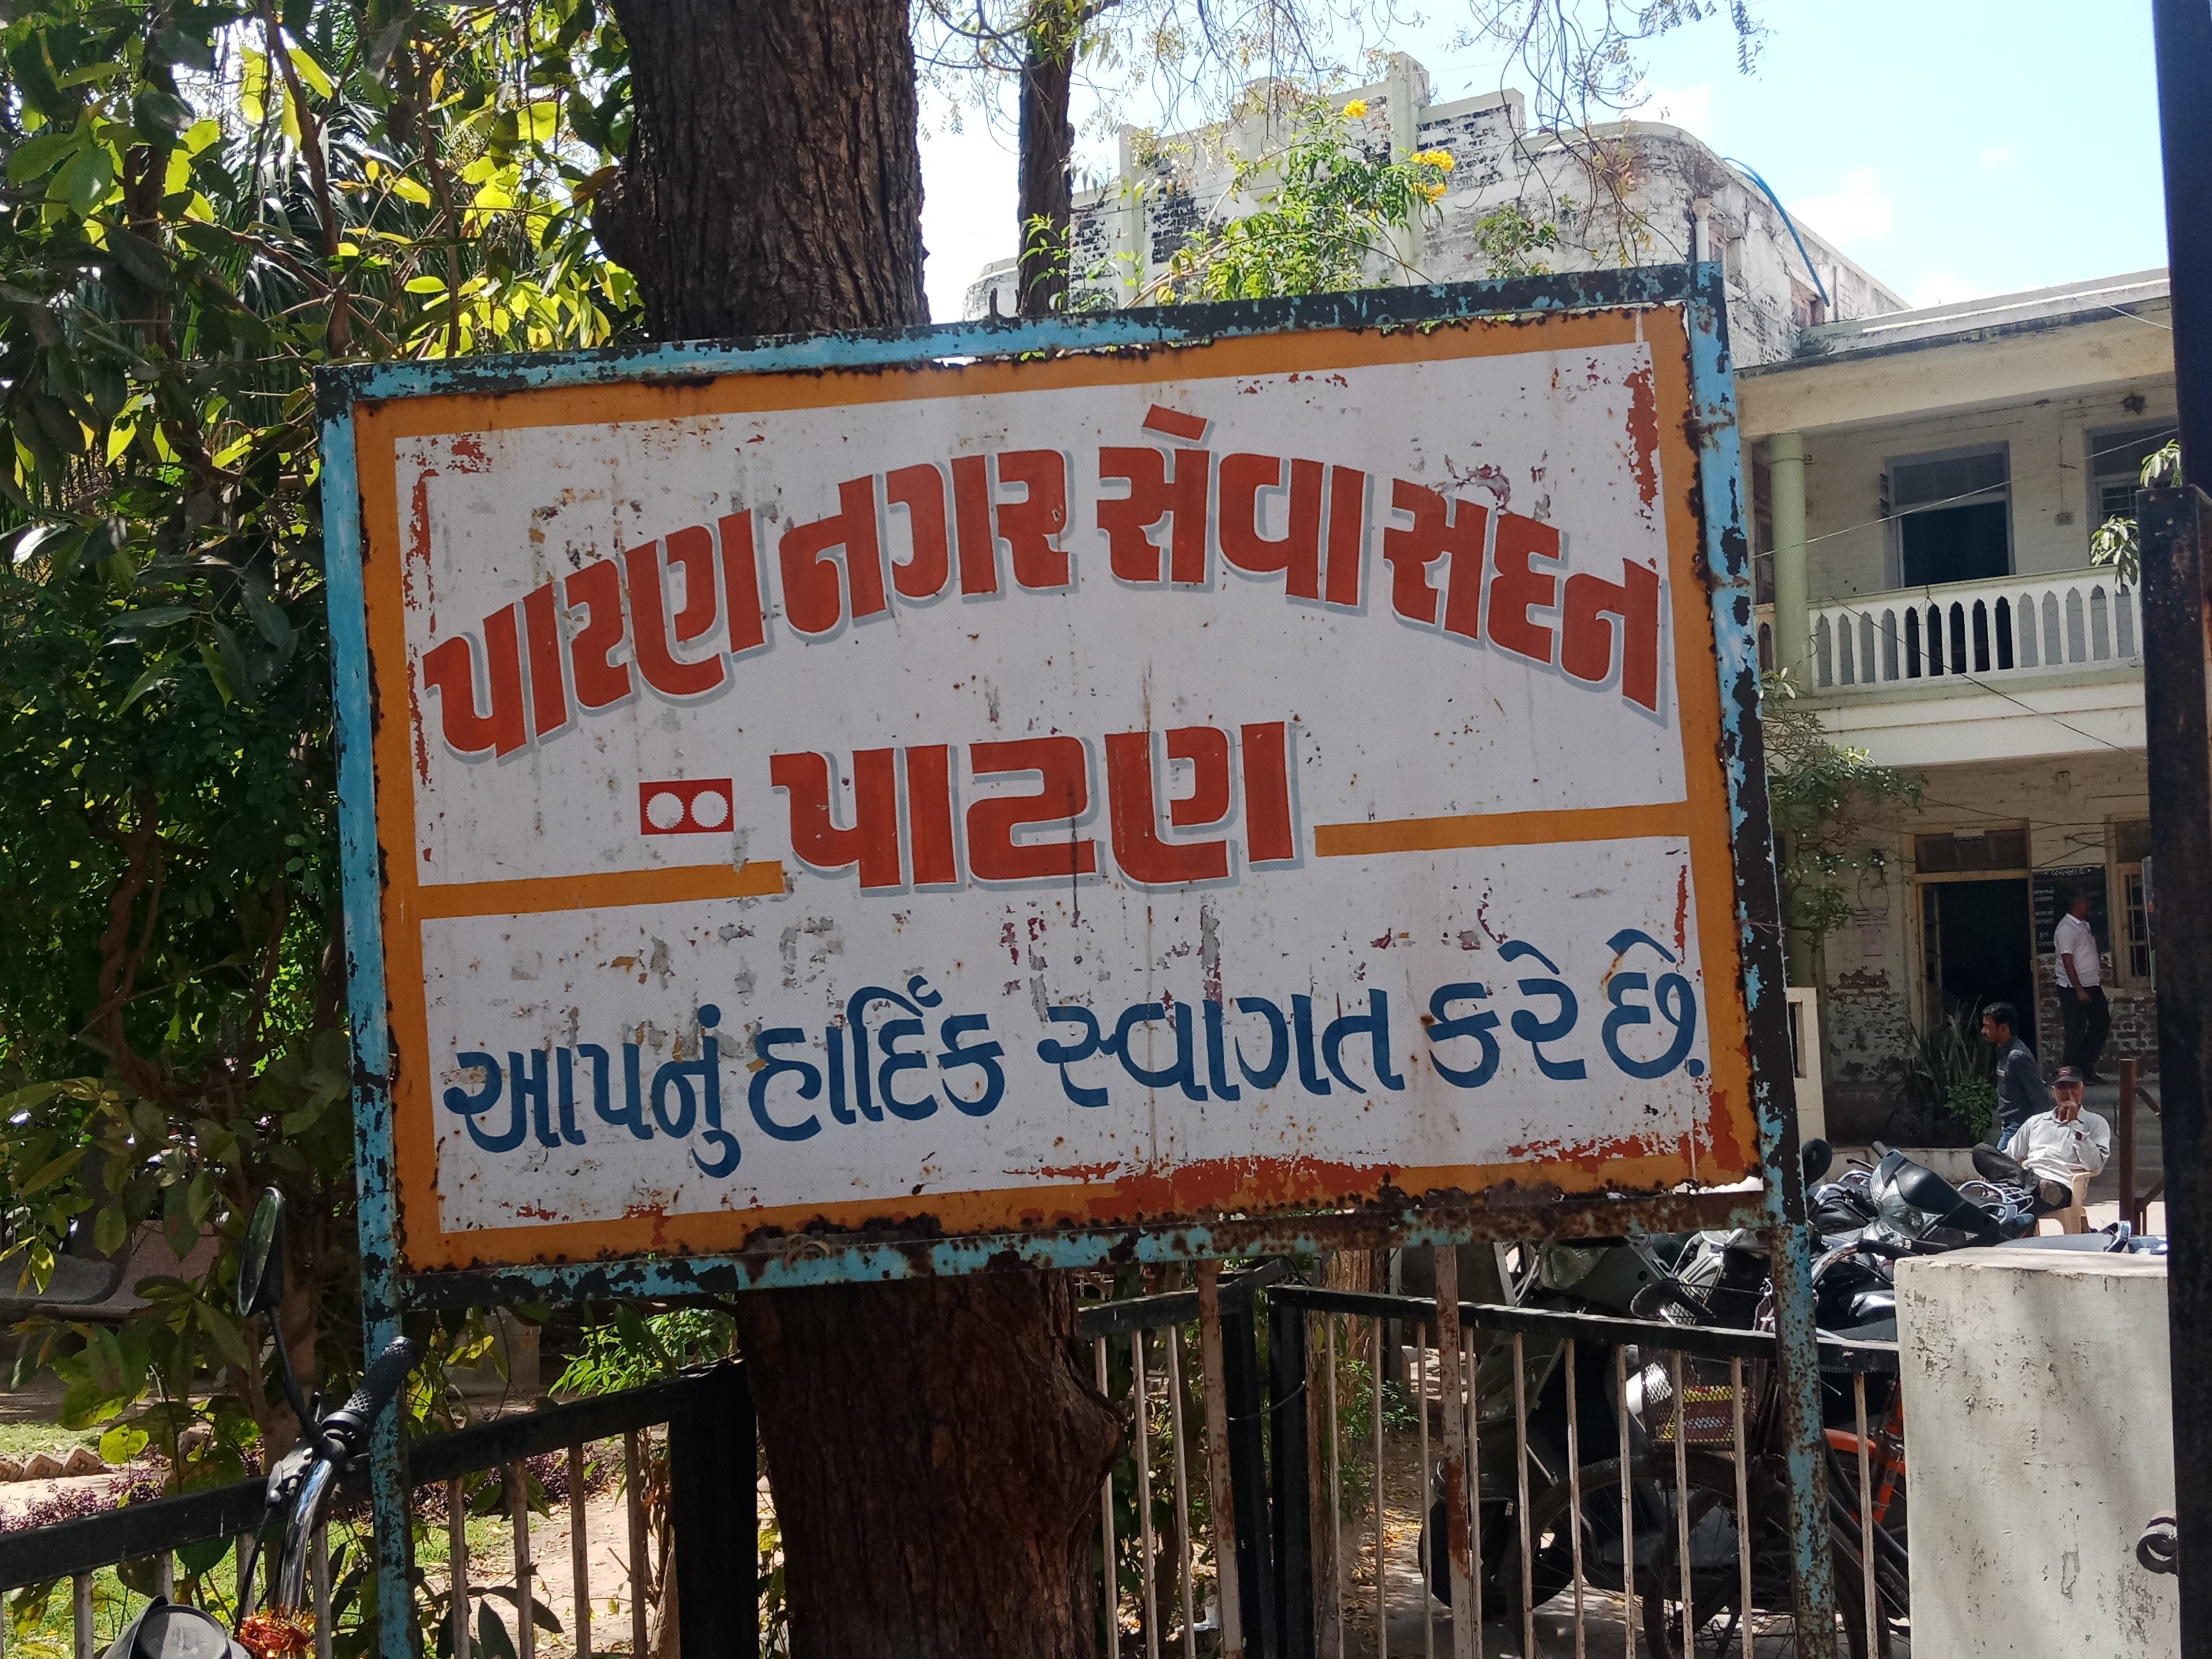 પાટણ નગર સેવા સદન
પાટણ
આપનું હાર્દિક સ્વાગત કરે છે.